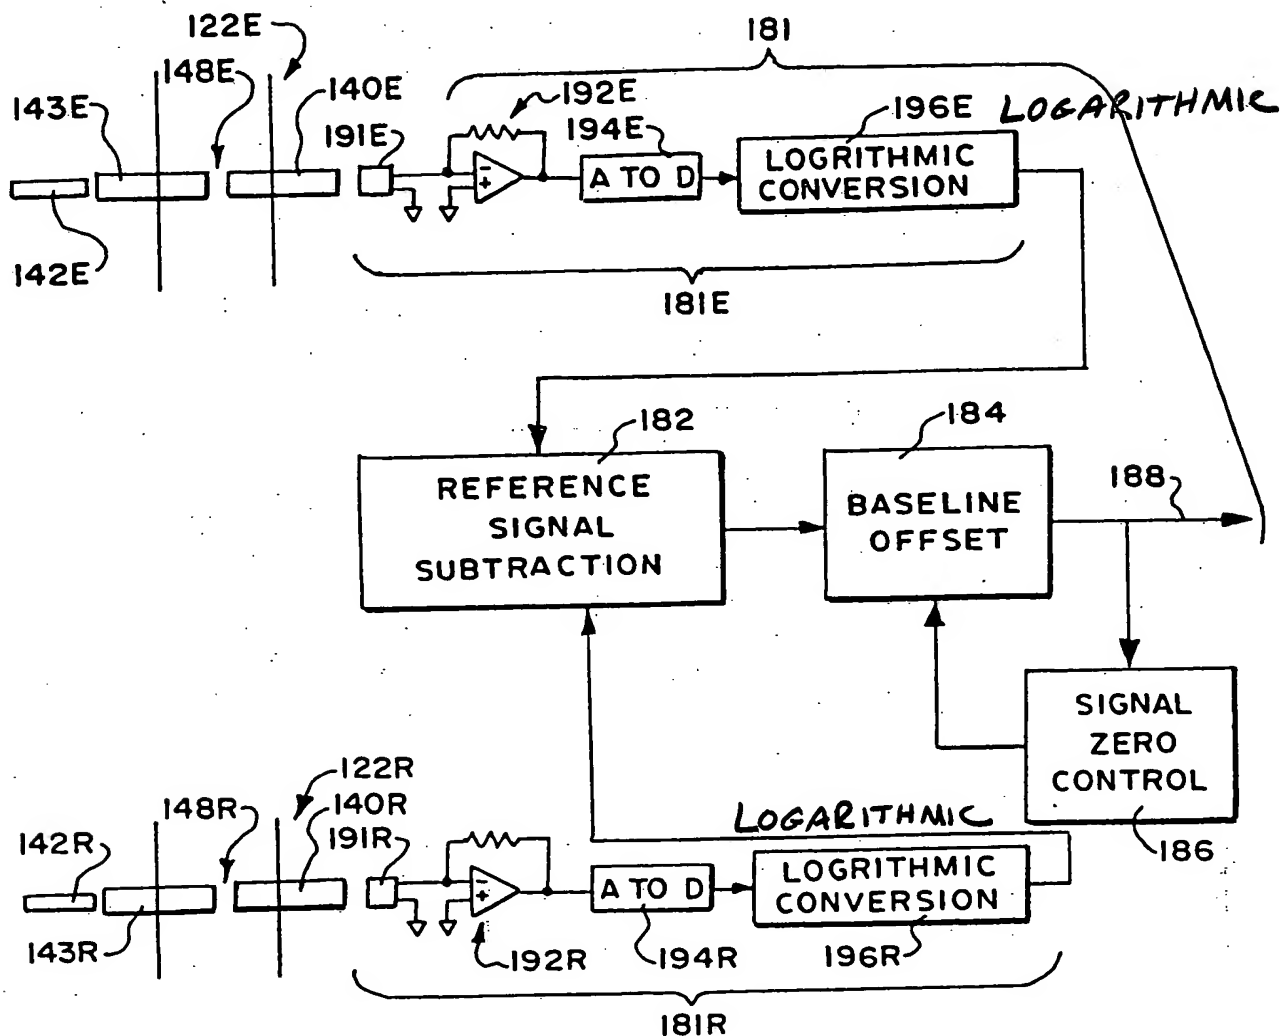 122E
181
148E
143E
140E
192E
196E LOGARITHMIC
191E
194E
-
+
A TO D
LOGRITHMIC
CONVERSION
142E
181E
182
184
188
REFERENCE
SIGNAL
SUBTRACTION
BASELINE
OFFSET
SIGNAL
ZERO
CONTROL
186
122R
148R
140R
142R
191R
LOGARITHMIC
-
+
A TO D
LOGRITHMIC
CONVERSION
143R
192R
194R
196R
181R